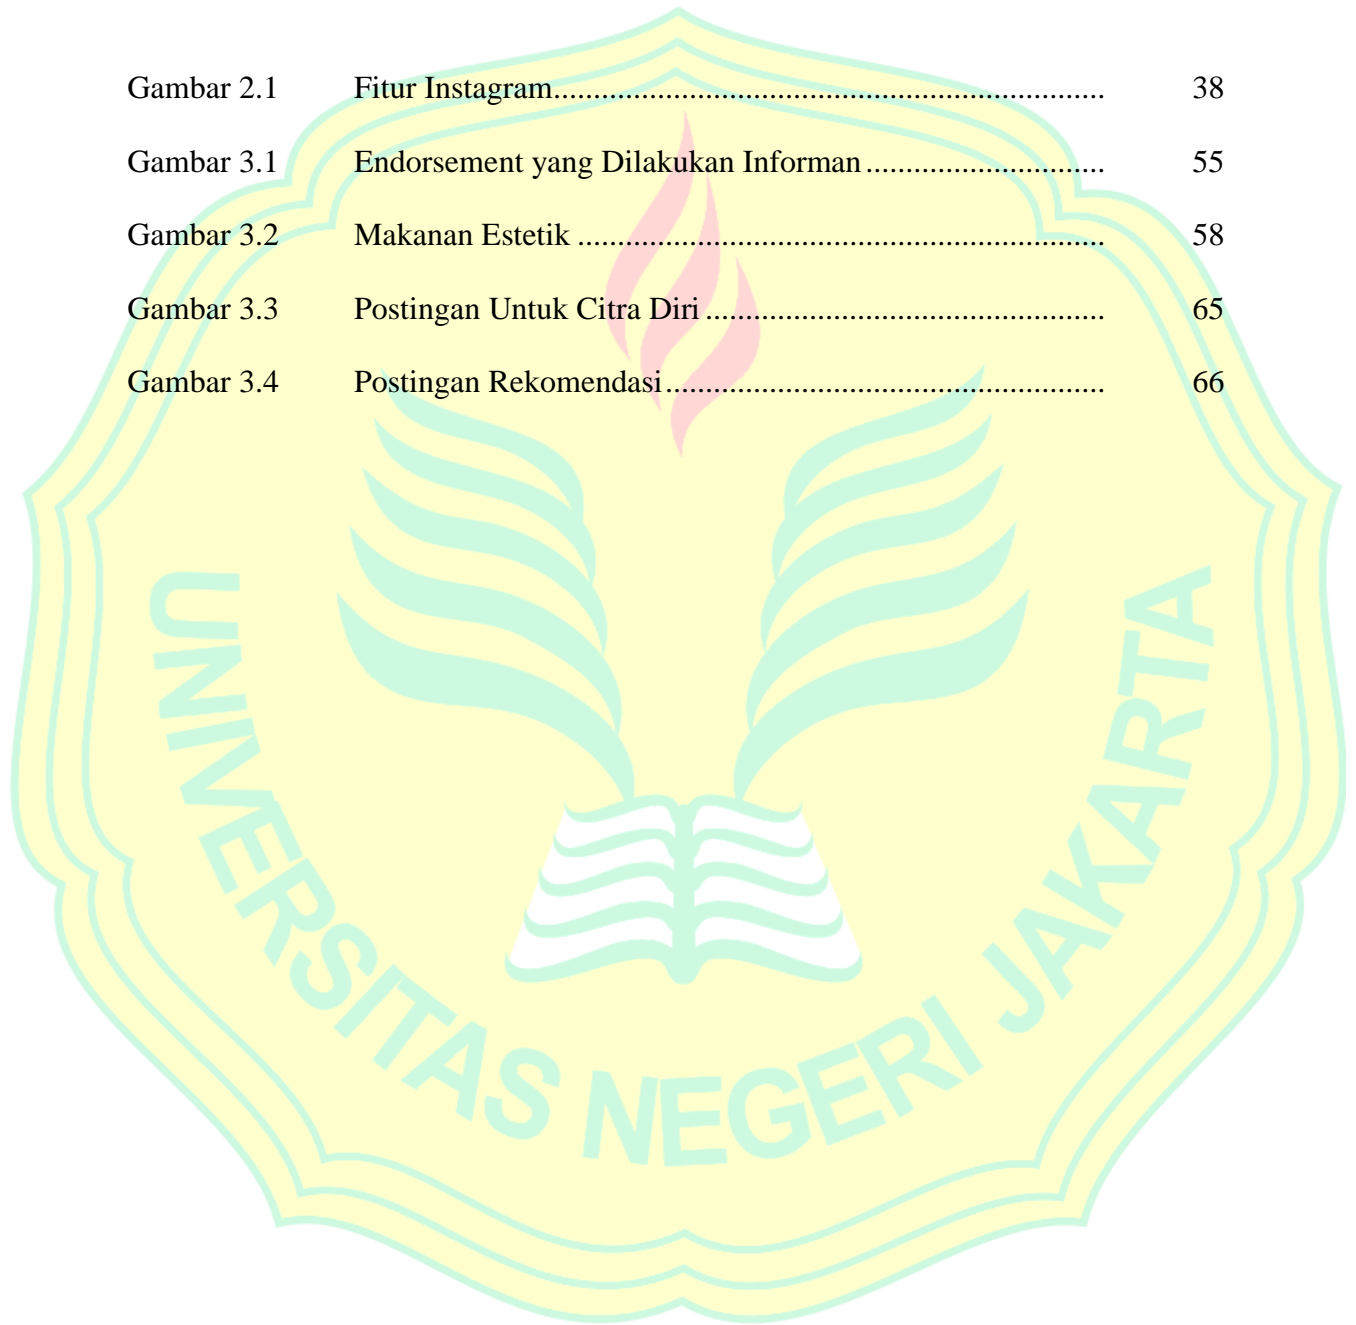 Gambar 2.1 Fitur Instagram..................................................................... 38
Gambar 3.1 Endorsement yang Dilakukan Informan .............................. 55
Gambar 3.2 Makanan Estetik .................................................................. 58
Gambar 3.3 Postingan Untuk Citra Diri .................................................. 65
Gambar 3.4 Postingan Rekomendasi ....................................................... 66
UNIVERSITAS NEGERI JAKARTA